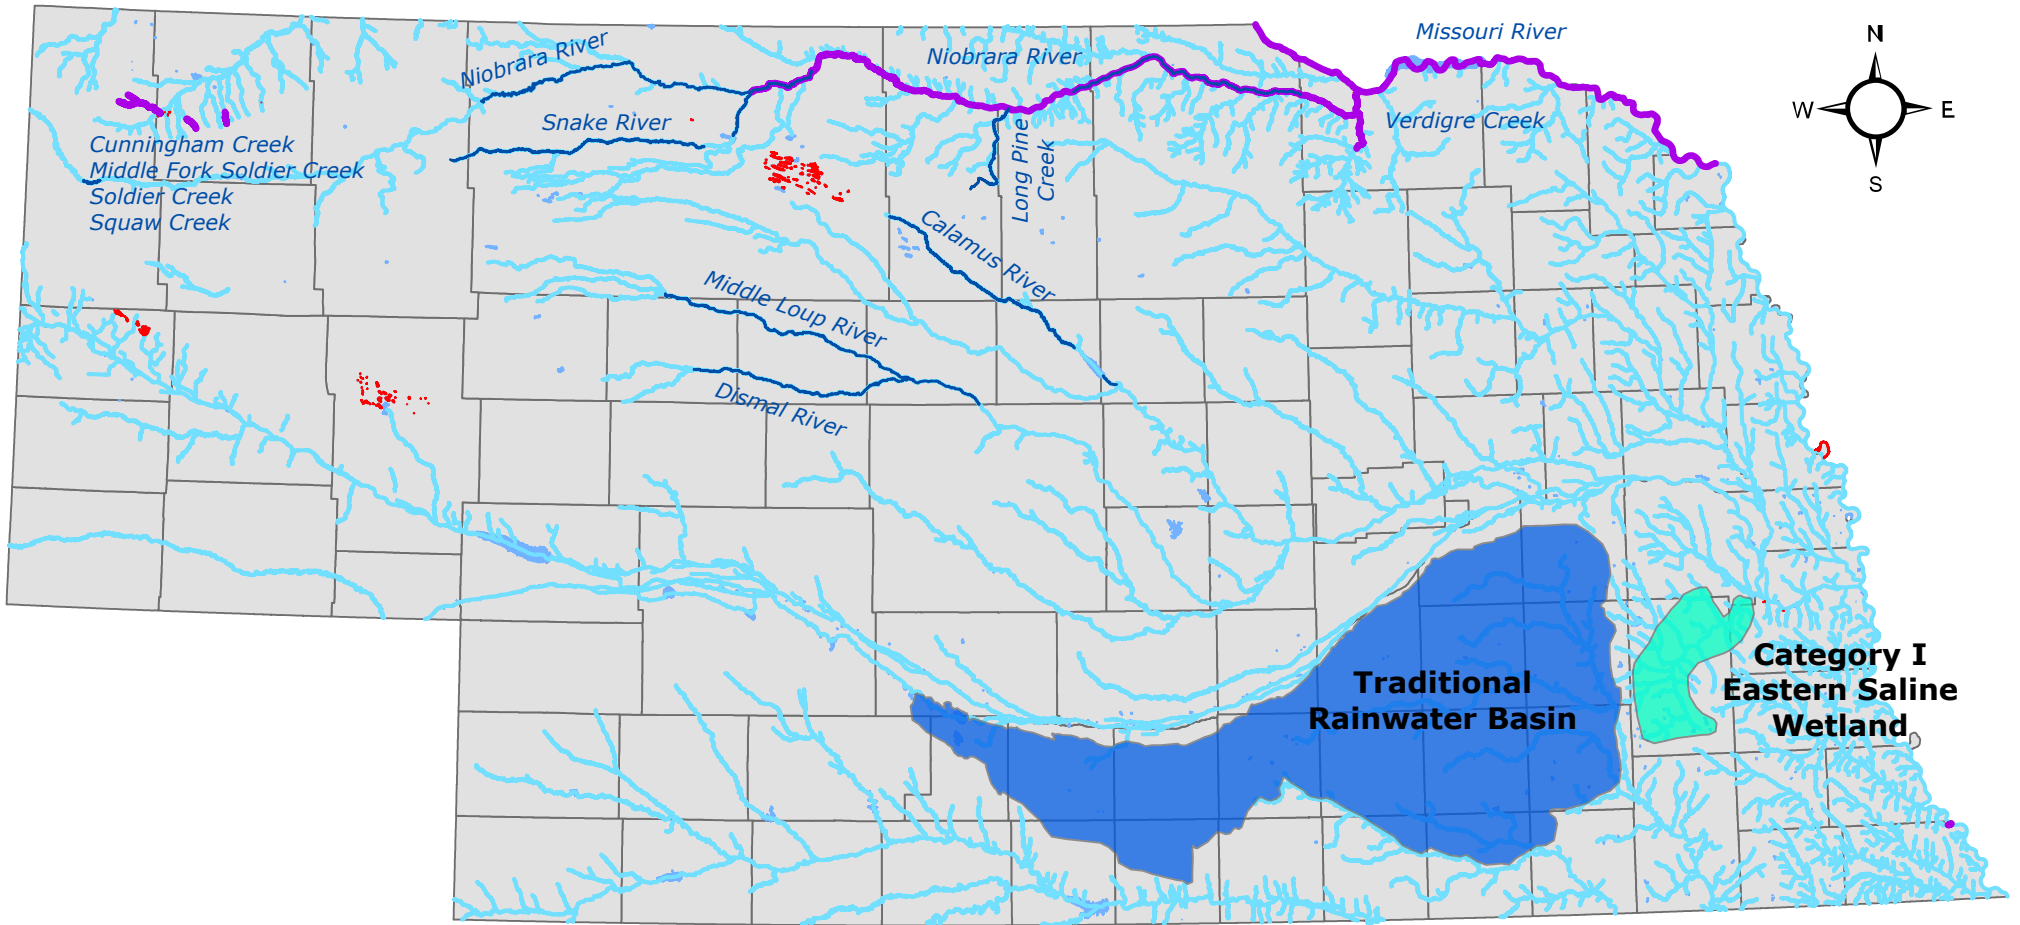 Missouri River
Niobrara River
Niobrara River
N
W
E
S
Snake River
Verdigre Creek
Cunningham Creek
Middle Fork Soldier Creek
Soldier Creek
Squaw Creek
Long Pine
Creek
Calamus River
Middle Loup River
Dismal River
Traditional
Rainwater Basin
Category I
Eastern Saline
Wetland